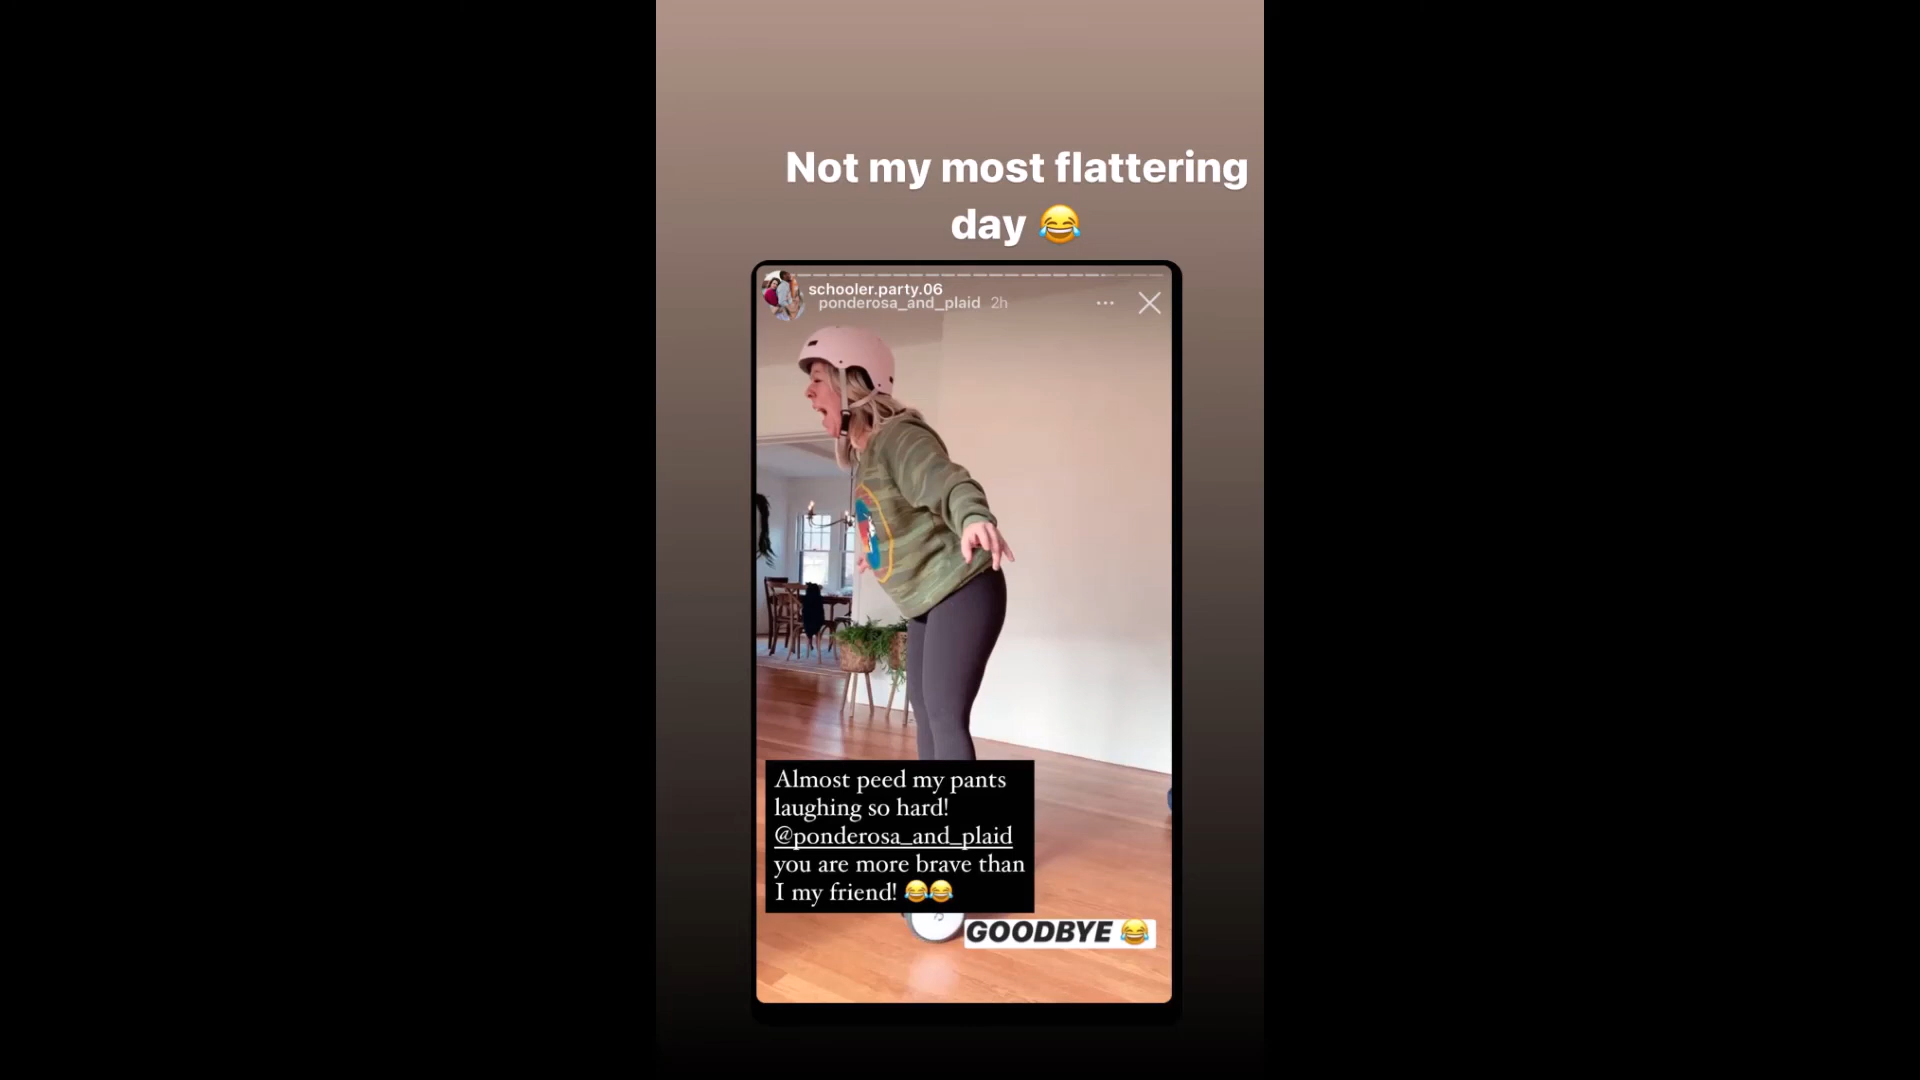 Not my most flattering
day 😂
schooler.party.06
ponderosa_and_plaid 2h
Almost peed my pants
laughing so hard!
@ponderosa_and_plaid
you are more brave than
I my friend! 😂😂
GOODBYE 😂